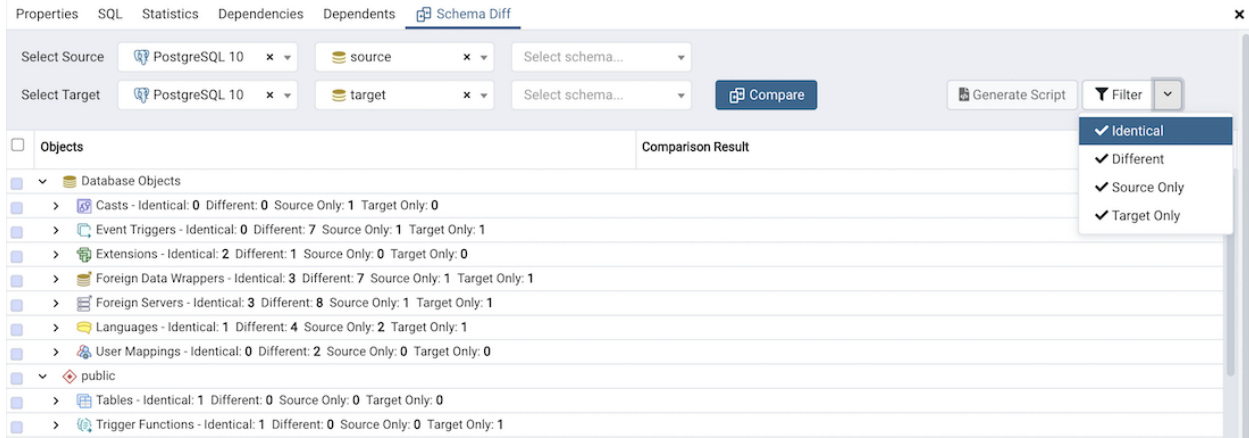 Properties SQL Statistics Dependencies Dependents Schema Diff
Select Source PostgreSQL 10 source Select schema...
Select Target PostgreSQL 10 target Select schema... Compare Generate Script Filter
Identical
Different
Source Only
Target Only
Objects Comparison Result
Database Objects
Casts - Identical: 0 Different: 0 Source Only: 1 Target Only: 0
Event Triggers - Identical: 0 Different: 7 Source Only: 1 Target Only: 1
Extensions - Identical: 2 Different: 1 Source Only: 0 Target Only: 0
Foreign Data Wrappers - Identical: 3 Different: 7 Source Only: 1 Target Only: 1
Foreign Servers - Identical: 3 Different: 8 Source Only: 1 Target Only: 1
Languages - Identical: 1 Different: 4 Source Only: 2 Target Only: 1
User Mappings - Identical: 0 Different: 2 Source Only: 0 Target Only: 0
public
Tables - Identical: 1 Different: 0 Source Only: 0 Target Only: 0
Trigger Functions - Identical: 1 Different: 0 Source Only: 0 Target Only: 1